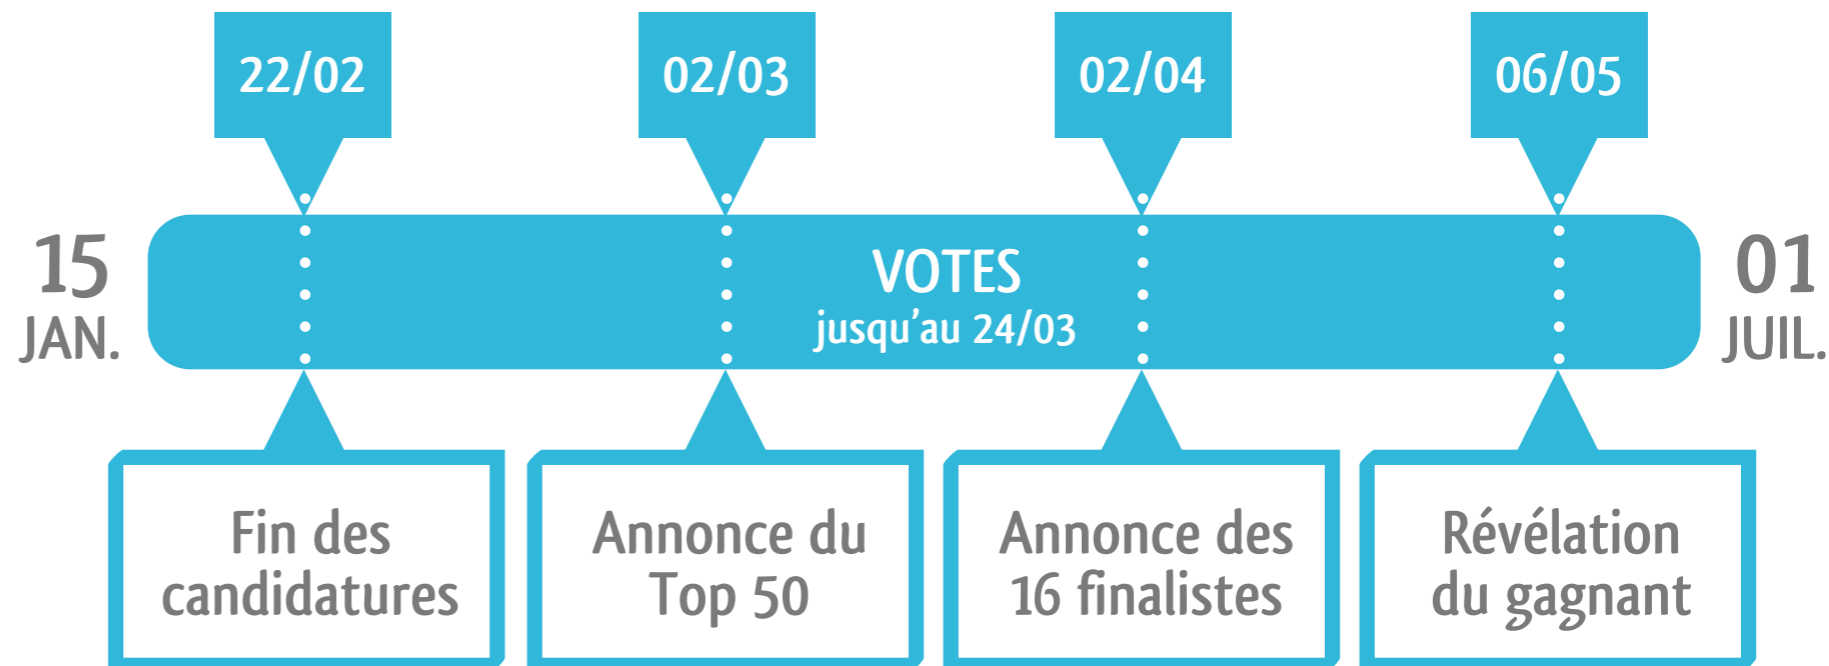 22/02
02/03
02/04
06/05
15
JAN.
VOTES
jusqu'au 24/03
01
JUIL.
Fin des
candidatures
Annonce du
Top 50
Annonce des
16 finalistes
Révélation
du gagnant